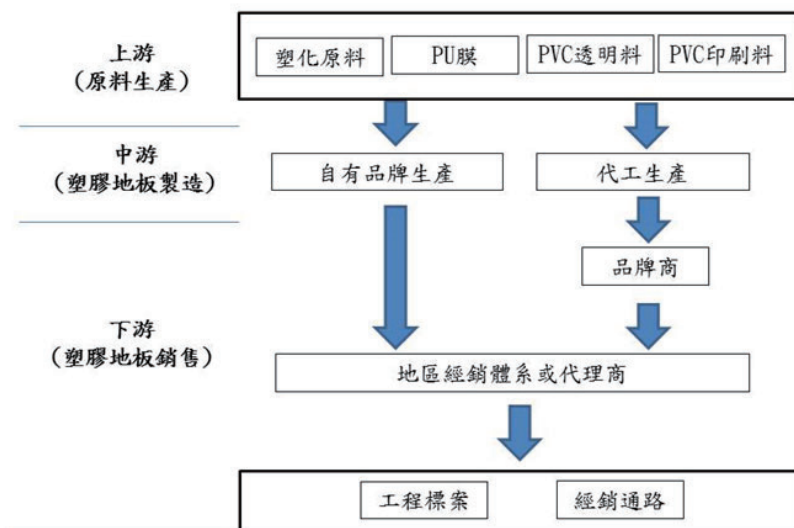 上游
(原料生產)
塑化原料
PU膜
PVC透明料
PVC印刷料
中游
(塑膠地板製造)
自有品牌生產
代工生產
品牌商
下游
(塑膠地板銷售)
地區經銷體系或代理商
工程標案
經銷通路